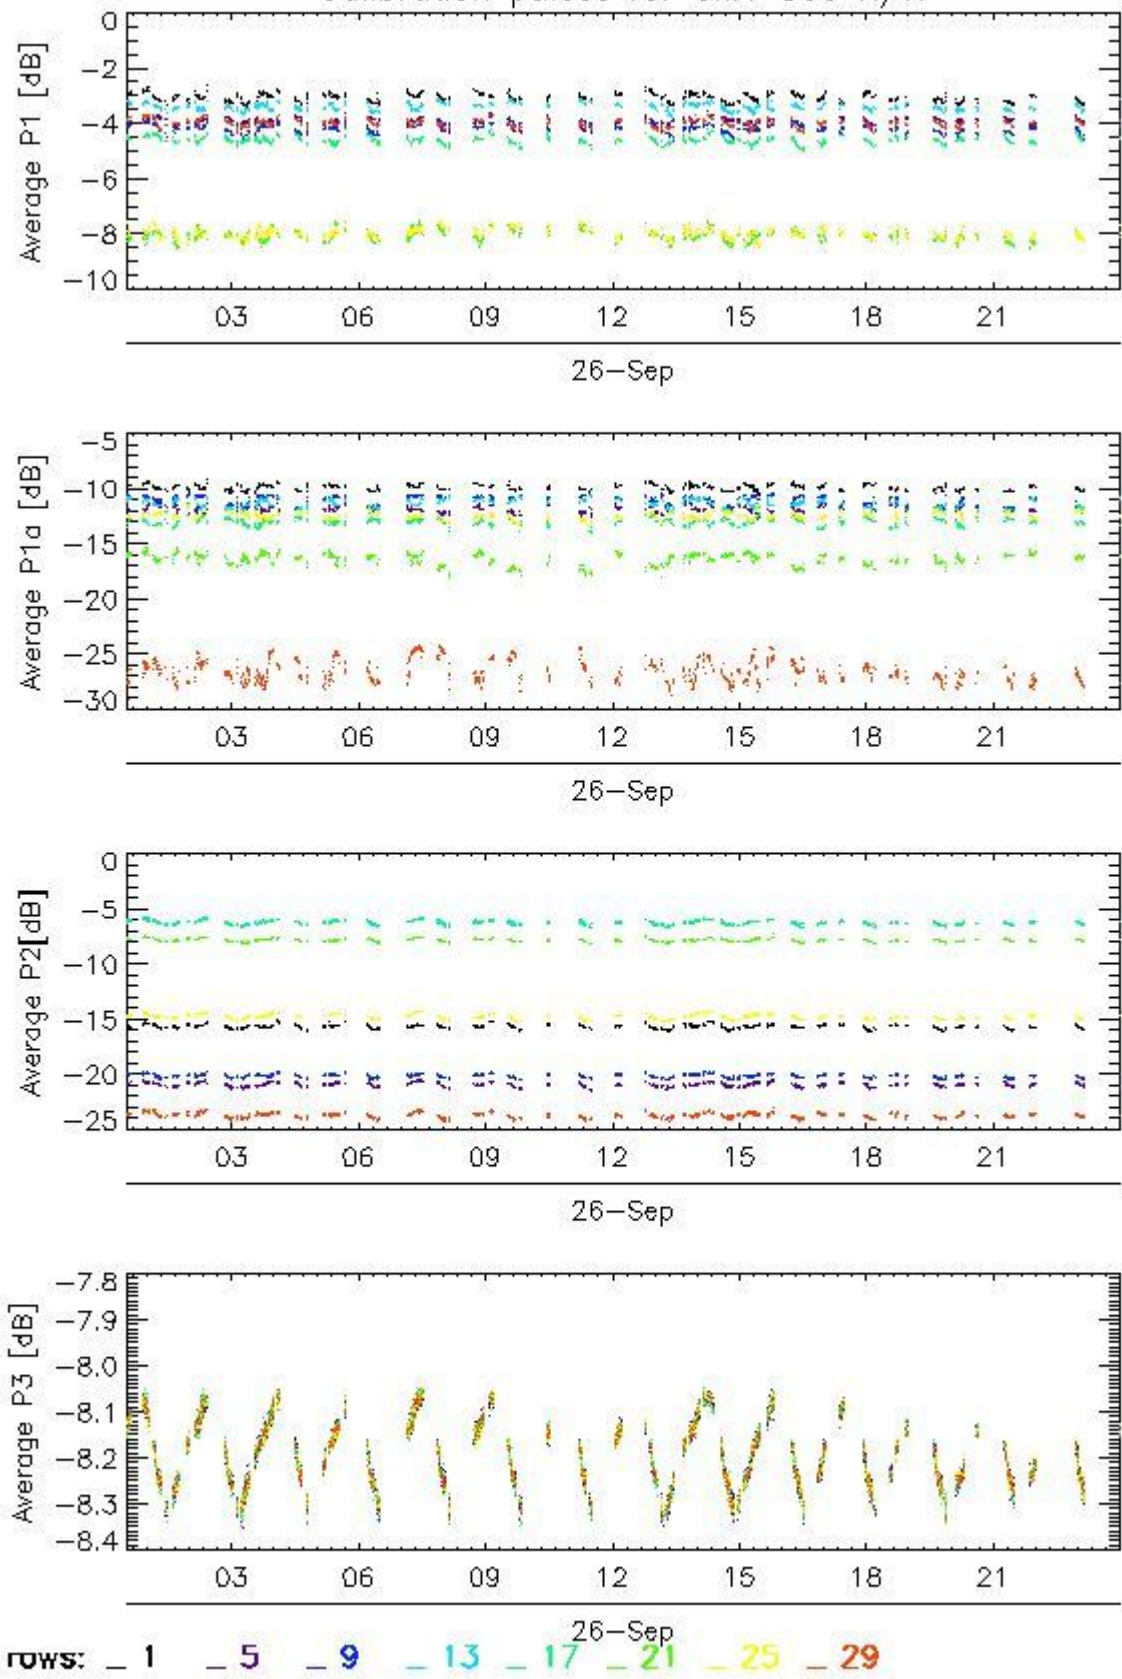 0
−2
−4
−6
−8
−10
Average P1 [dB]
03 06 09 12 15 18 21
26−Sep
−5
−10
−15
−20
−25
−30
Average P1a [dB]
03 06 09 12 15 18 21
26−Sep
0
−5
−10
−15
−20
−25
Average P2[dB]
03 06 09 12 15 18 21
26−Sep
−7.8
−7.9
−8.0
−8.1
−8.2
−8.3
−8.4
Average P3 [dB]
03 06 09 12 15 18 21
26−Sep
rows: _ 1 _ 5 _ 9 _ 13 _ 17 _ 21 _ 25 _ 29